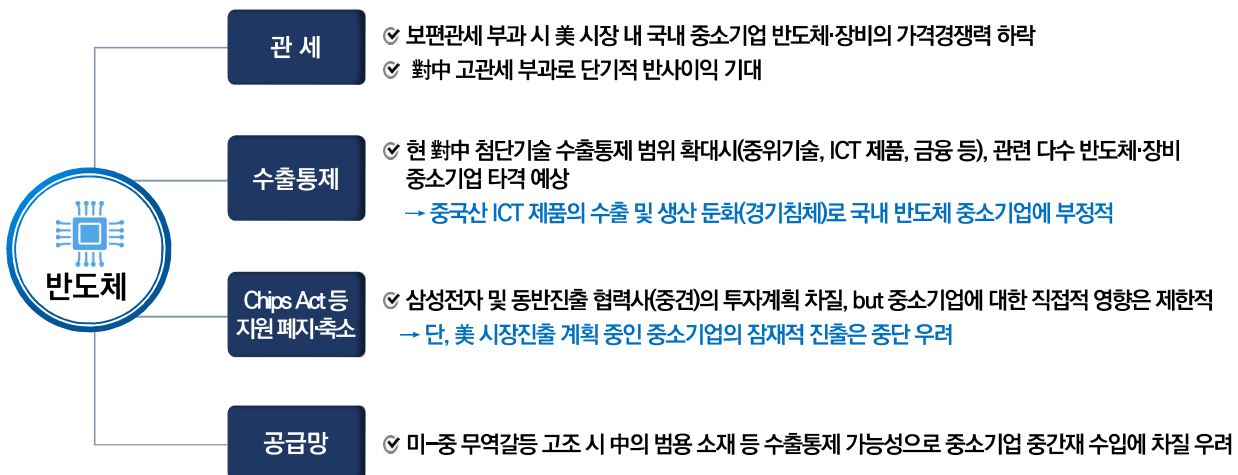 관 세
보편관세 부과 시 美 시장 내 국내 중소기업 반도체·장비의 가격경쟁력 하락
對中 고관세 부과로 단기적 반사이익 기대
수출통제
현 對中 첨단기술 수출통제 범위 확대시(중위기술, ICT 제품, 금융 등), 관련 다수 반도체·장비
중소기업 타격 예상
→ 중국산 ICT 제품의 수출 및 생산 둔화(경기침체)로 국내 반도체 중소기업에 부정적
반도체
Chips Act 등
지원 폐지·축소
삼성전자 및 동반진출 협력사(중견)의 투자계획 차질, but 중소기업에 대한 직접적 영향은 제한적
→ 단, 美 시장진출 계획 중인 중소기업의 잠재적 진출은 중단 우려
공급망
미-중 무역갈등 고조 시 中의 범용 소재 등 수출통제 가능성으로 중소기업 중간재 수입에 차질 우려